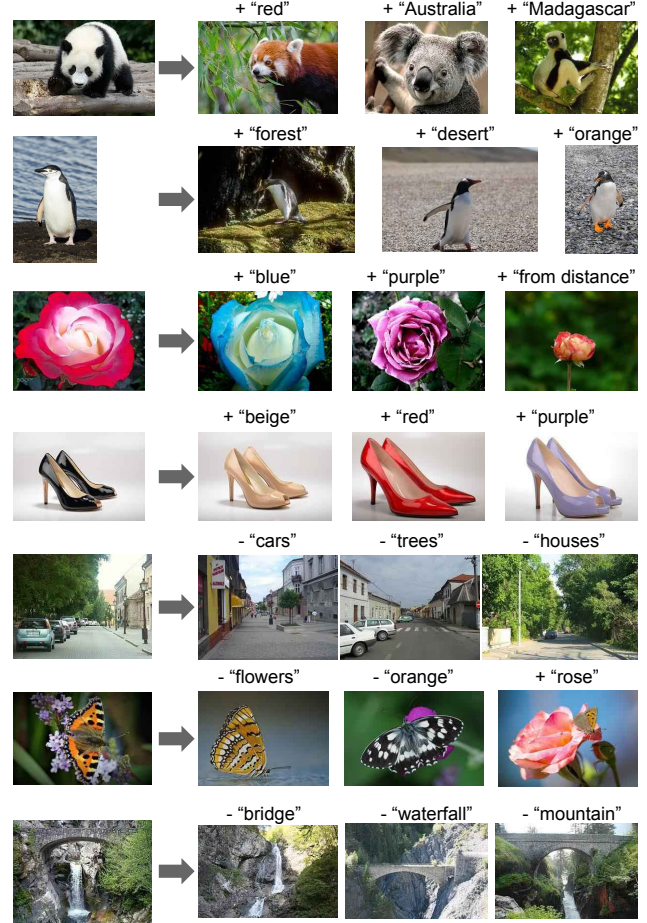 + “red” + “Australia” + “Madagascar”
+ “forest” + “desert” + “orange”
+ “blue” + “purple” + “from distance”
+ “beige” + “red” + “purple”
- “cars” - “trees” - “houses”
- “flowers” - “orange” + “rose”
- “bridge” - “waterfall” - “mountain”